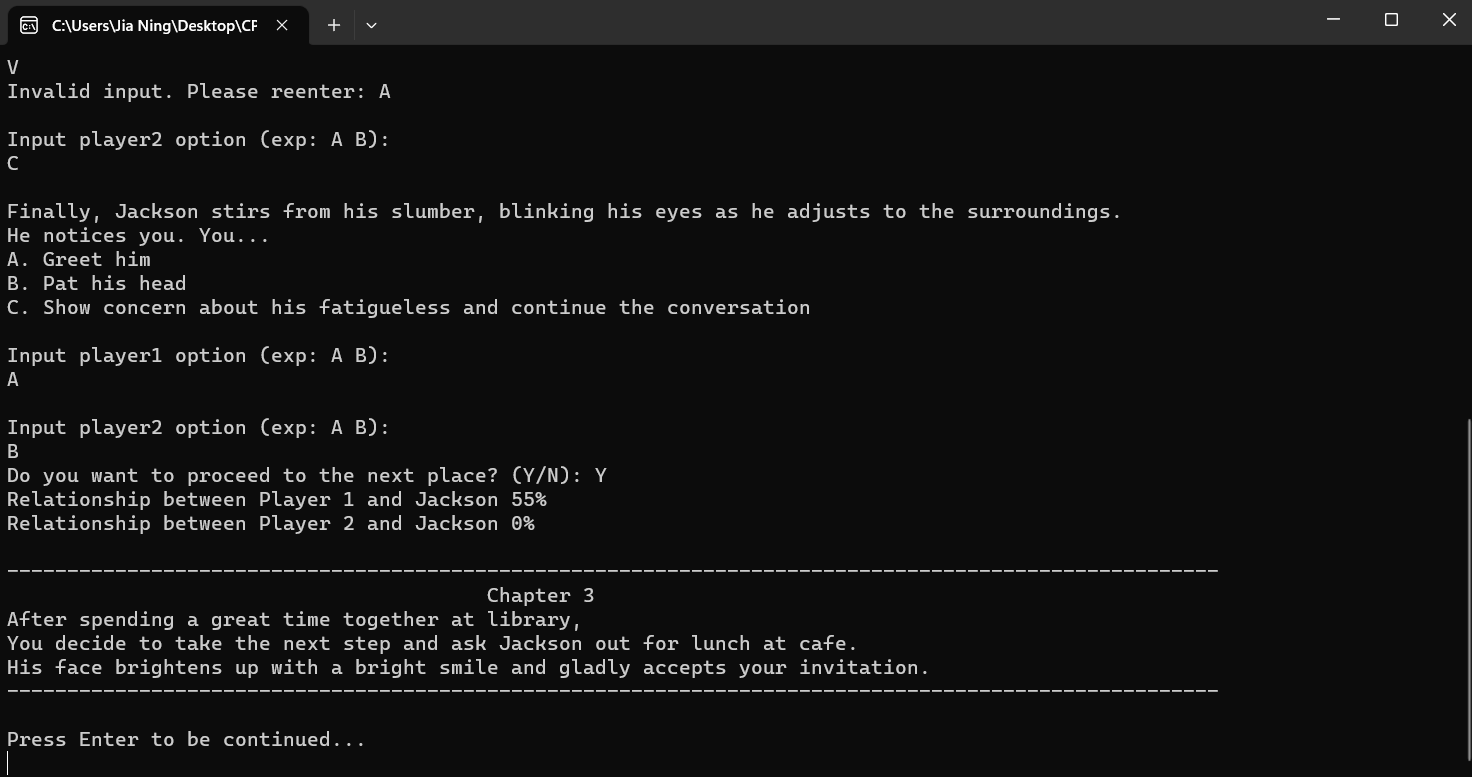 C:\Users\Jia Ning\Desktop\CF
V
Invalid input. Please reenter: A
Input player2 option (exp: A B):
C
Finally, Jackson stirs from his slumber, blinking his eyes as he adjusts to the surroundings.
He notices you. You...
A. Greet him
B. Pat his head
C. Show concern about his fatigueless and continue the conversation
Input player1 option (exp: A B):
A
Input player2 option (exp: A B):
B
Do you want to proceed to the next place? (Y/N): Y
Relationship between Player 1 and Jackson 55%
Relationship between Player 2 and Jackson 0%
-----------------------------------------------------------------------------------------------------
Chapter 3
After spending a great time together at library,
You decide to take the next step and ask Jackson out for lunch at cafe.
His face brightens up with a bright smile and gladly accepts your invitation.
-----------------------------------------------------------------------------------------------------
Press Enter to be continued...